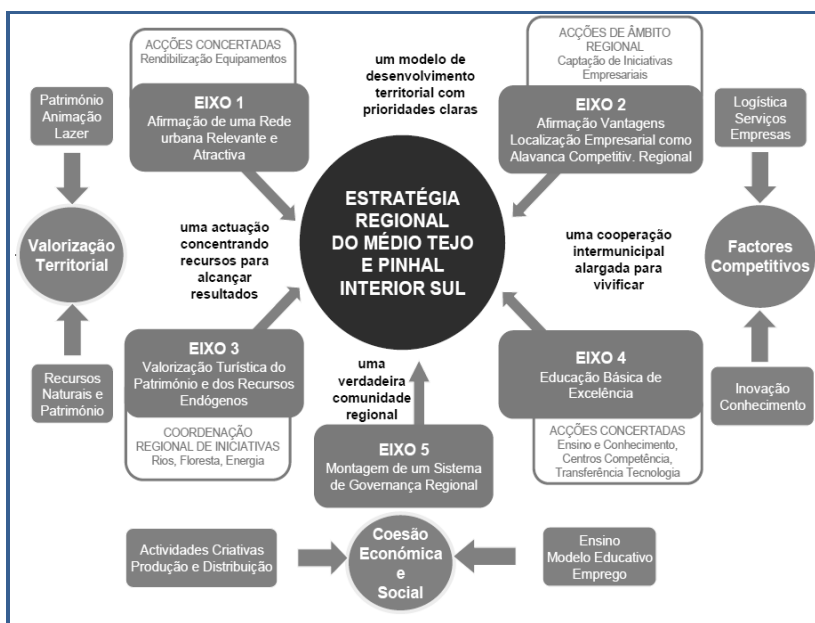 ACÇÕES CONCERTADAS
Rendibilização Equipamentos
EIXO 1
Afirmação de uma Rede
urbana Relevante e
Atractiva
um modelo de
desenvolvimento
territorial com
prioridades claras
ACÇÕES DE ÂMBITO
REGIONAL
Captação de Iniciativas
Empresariais
EIXO 2
Afirmação Vantagens
Localização Empresarial como
Alavanca Competitiv. Regional
Património
Animação
Lazer
Logística
Serviços
Empresas
Valorização
Territorial
uma actuação
concentrando
recursos para
alcançar
resultados
ESTRATÉGIA
REGIONAL
DO MÉDIO TEJO
E PINHAL
INTERIOR SUL
uma cooperação
intermunicipal
alargada para
vivificar
Factores
Competitivos
Recursos
Naturais e
Património
EIXO 3
Valorização Turística do
Património e dos Recursos
Endógenos
COORDENAÇÃO
REGIONAL DE INICIATIVAS
Rios, Floresta, Energia
uma
verdadeira
comunidade
regional
EIXO 4
Educação Básica de
Excelência
ACÇÕES CONCERTADAS
Ensino e Conhecimento,
Centros Competência,
Transferência Tecnologia
Inovação
Conhecimento
EIXO 5
Montagem de um Sistema
de Governança Regional
Actividades Criativas
Produção e Distribuição
Coesão
Económica
e
Social
Ensino
Modelo Educativo
Emprego